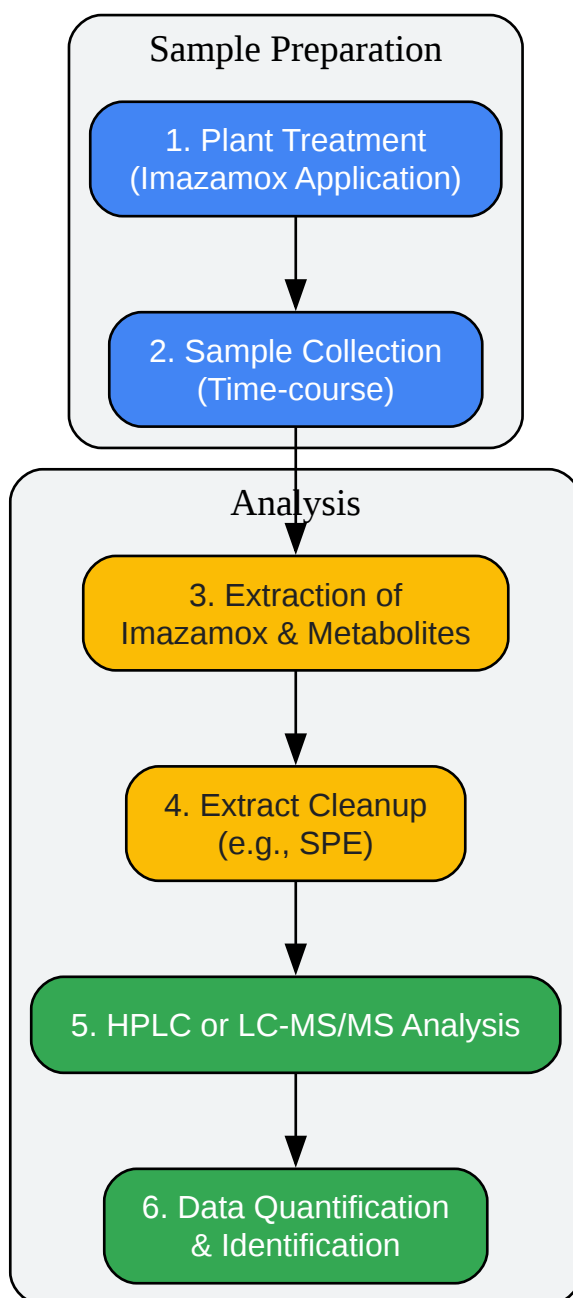 Sample Preparation
1. Plant Treatment
(Imazamox Application)
2. Sample Collection
(Time-course)
Analysis
3. Extraction of
Imazamox & Metabolites
4. Extract Cleanup
(e.g., SPE)
5. HPLC or LC-MS/MS Analysis
6. Data Quantification
& Identification